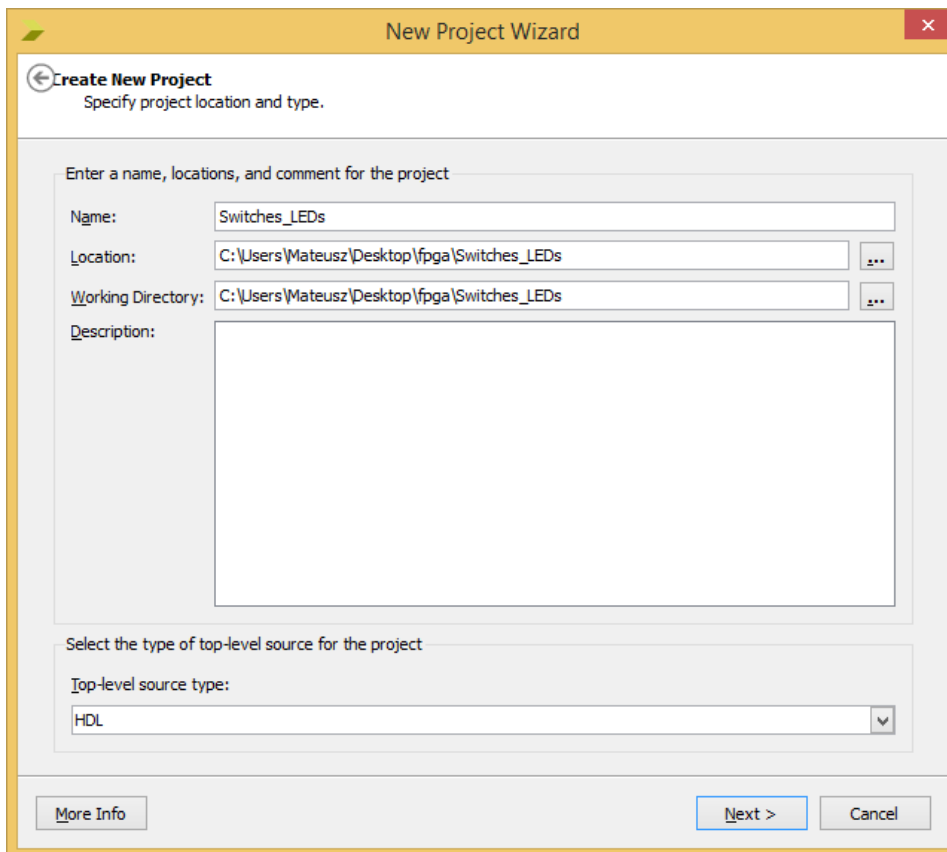 New Project Wizard
Create New Project
Specify project location and type.
Enter a name, locations, and comment for the project
Name: Switches_LEDs
Location: C:\Users\Mateusz\Desktop\fpga\Switches_LEDs ...
Working Directory: C:\Users\Mateusz\Desktop\fpga\Switches_LEDs ...
Description:
Select the type of top-level source for the project
Top-level source type:
HDL
More Info Next > Cancel